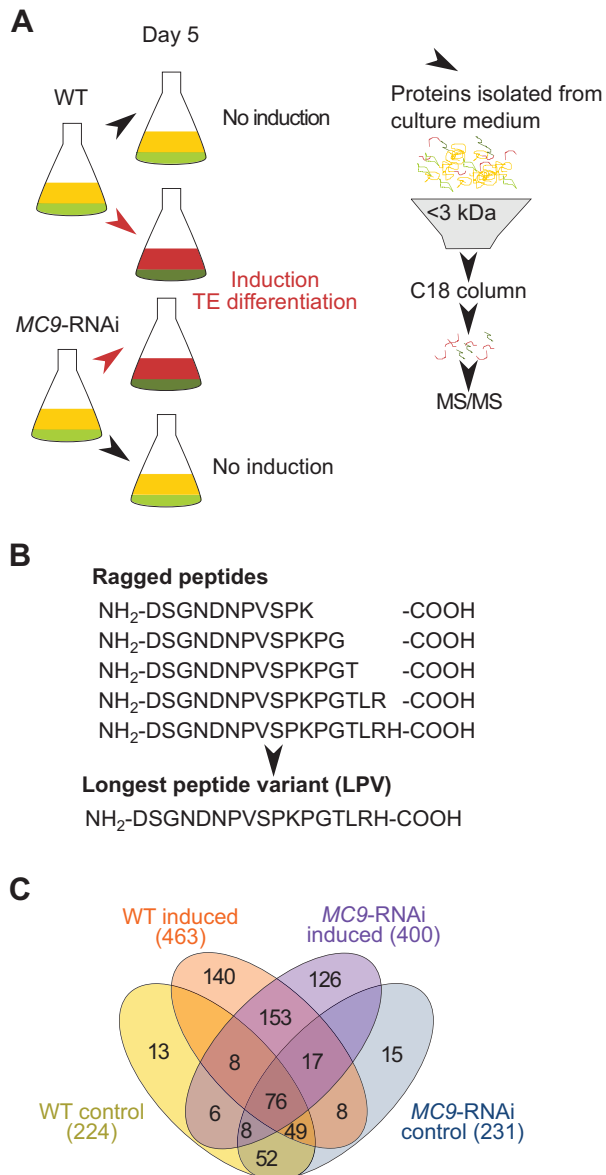 A
Day 5
WT
No induction
Induction
TE differentiation
MC9-RNAi
No induction
Proteins isolated from
culture medium
<3 kDa
C18 column
MS/MS
B
Ragged peptides
NH2-DSGNDNPVSPK -COOH
NH2-DSGNDNPVSPKPG -COOH
NH2-DSGNDNPVSPKPGT -COOH
NH2-DSGNDNPVSPKPGTLR -COOH
NH2-DSGNDNPVSPKPGTLRH-COOH
Longest peptide variant (LPV)
NH2-DSGNDNPVSPKPGTLRH-COOH
C
WT induced
(463)
MC9-RNAi
induced (400)
140
126
153
13
8
17
15
76
6
8
8
49
52
WT control
(224)
MC9-RNAi
control (231)